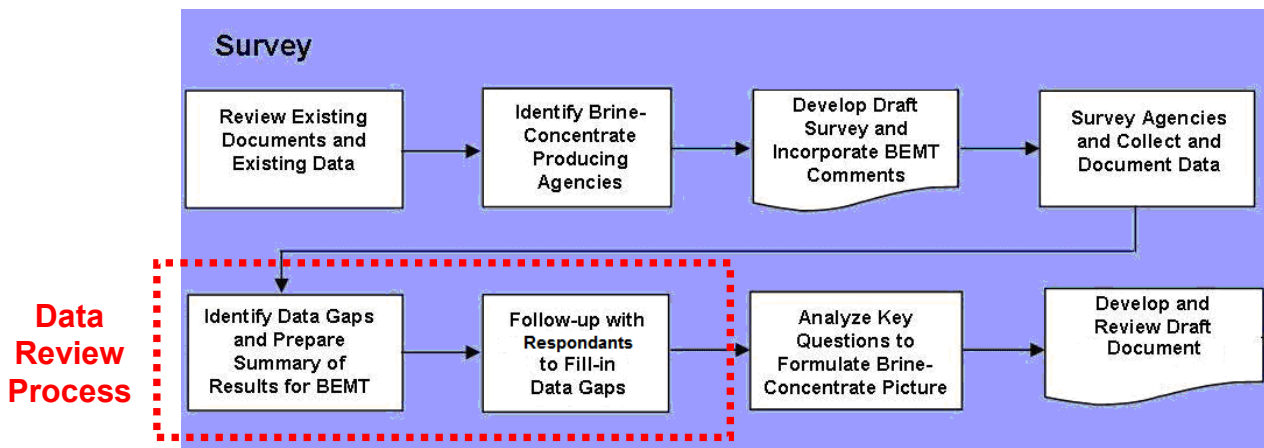 Survey
Review Existing
Documents and
Existing Data
Identify Brine-
Concentrate
Producing
Agencies
Develop Draft
Survey and
Incorporate BEMT
Comments
Survey Agencies
and Collect and
Document Data
Data
Review
Process
Identify Data Gaps
and Prepare
Summary of
Results for BEMT
Follow-up with
Respondants
to Fill-in
Data Gaps
Analyze Key
Questions to
Formulate Brine-
Concentrate Picture
Develop and
Review Draft
Document